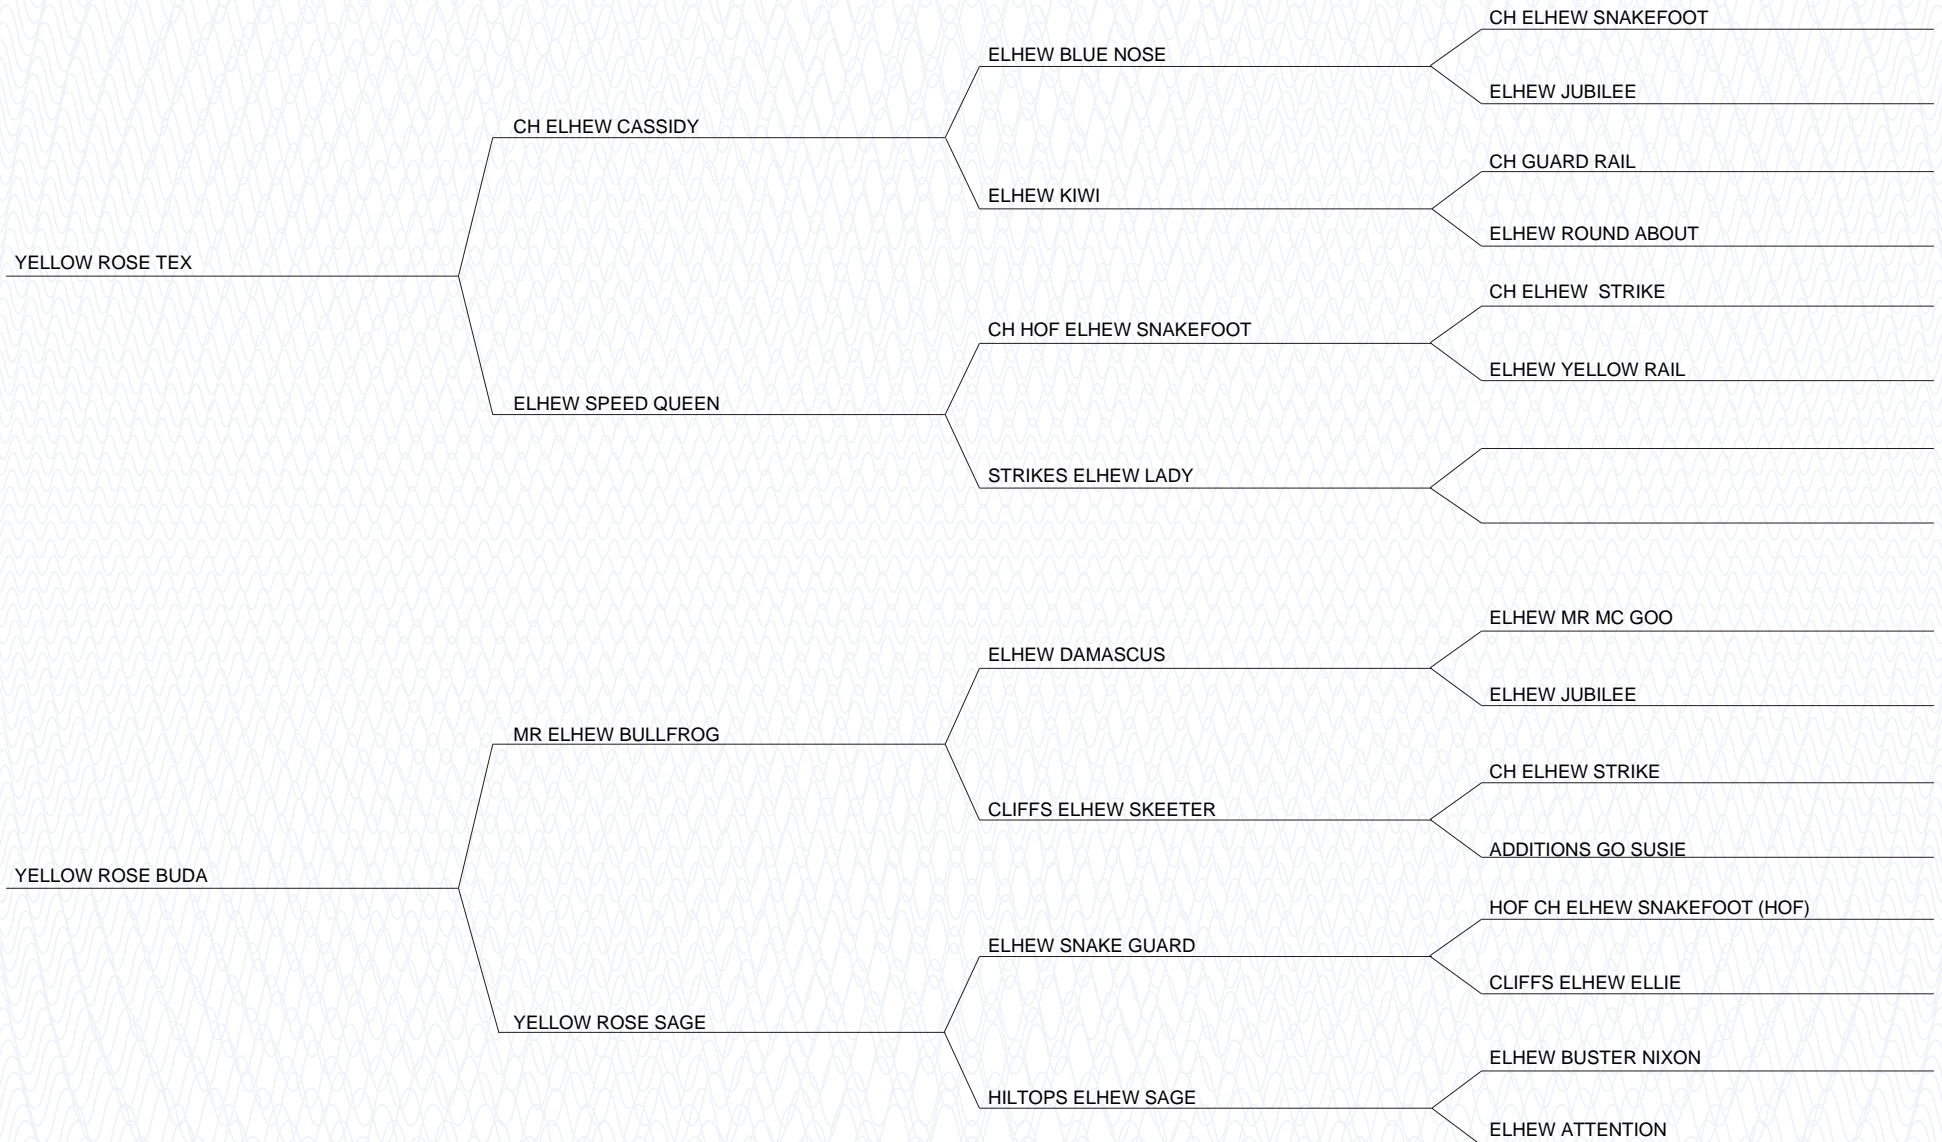 CH ELHEW SNAKEFOOT
ELHEW BLUE NOSE
ELHEW JUBILEE
CH ELHEW CASSIDY
CH GUARD RAIL
ELHEW KIWI
ELHEW ROUND ABOUT
YELLOW ROSE TEX
CH ELHEW  STRIKE
CH HOF ELHEW SNAKEFOOT
ELHEW YELLOW RAIL
ELHEW SPEED QUEEN
STRIKES ELHEW LADY
ELHEW MR MC GOO
ELHEW DAMASCUS
ELHEW JUBILEE
MR ELHEW BULLFROG
CH ELHEW STRIKE
CLIFFS ELHEW SKEETER
ADDITIONS GO SUSIE
YELLOW ROSE BUDA
HOF CH ELHEW SNAKEFOOT (HOF)
ELHEW SNAKE GUARD
CLIFFS ELHEW ELLIE
YELLOW ROSE SAGE
ELHEW BUSTER NIXON
HILTOPS ELHEW SAGE
ELHEW ATTENTION